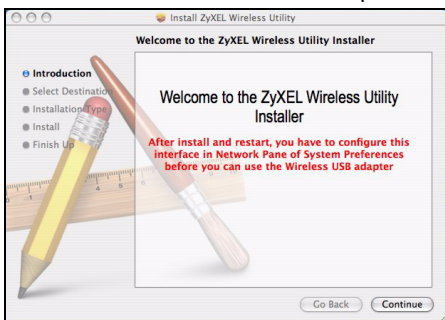 Install ZyXEL Wireless Utility
Welcome to the ZyXEL Wireless Utility Installer
Introduction
Select Destination
Installation Type
Install
Finish Up
Welcome to the ZyXEL Wireless Utility
Installer
After install and restart, you have to configure this
interface in Network Pane of System Preferences
before you can use the Wireless USB adapter
Go Back
Continue